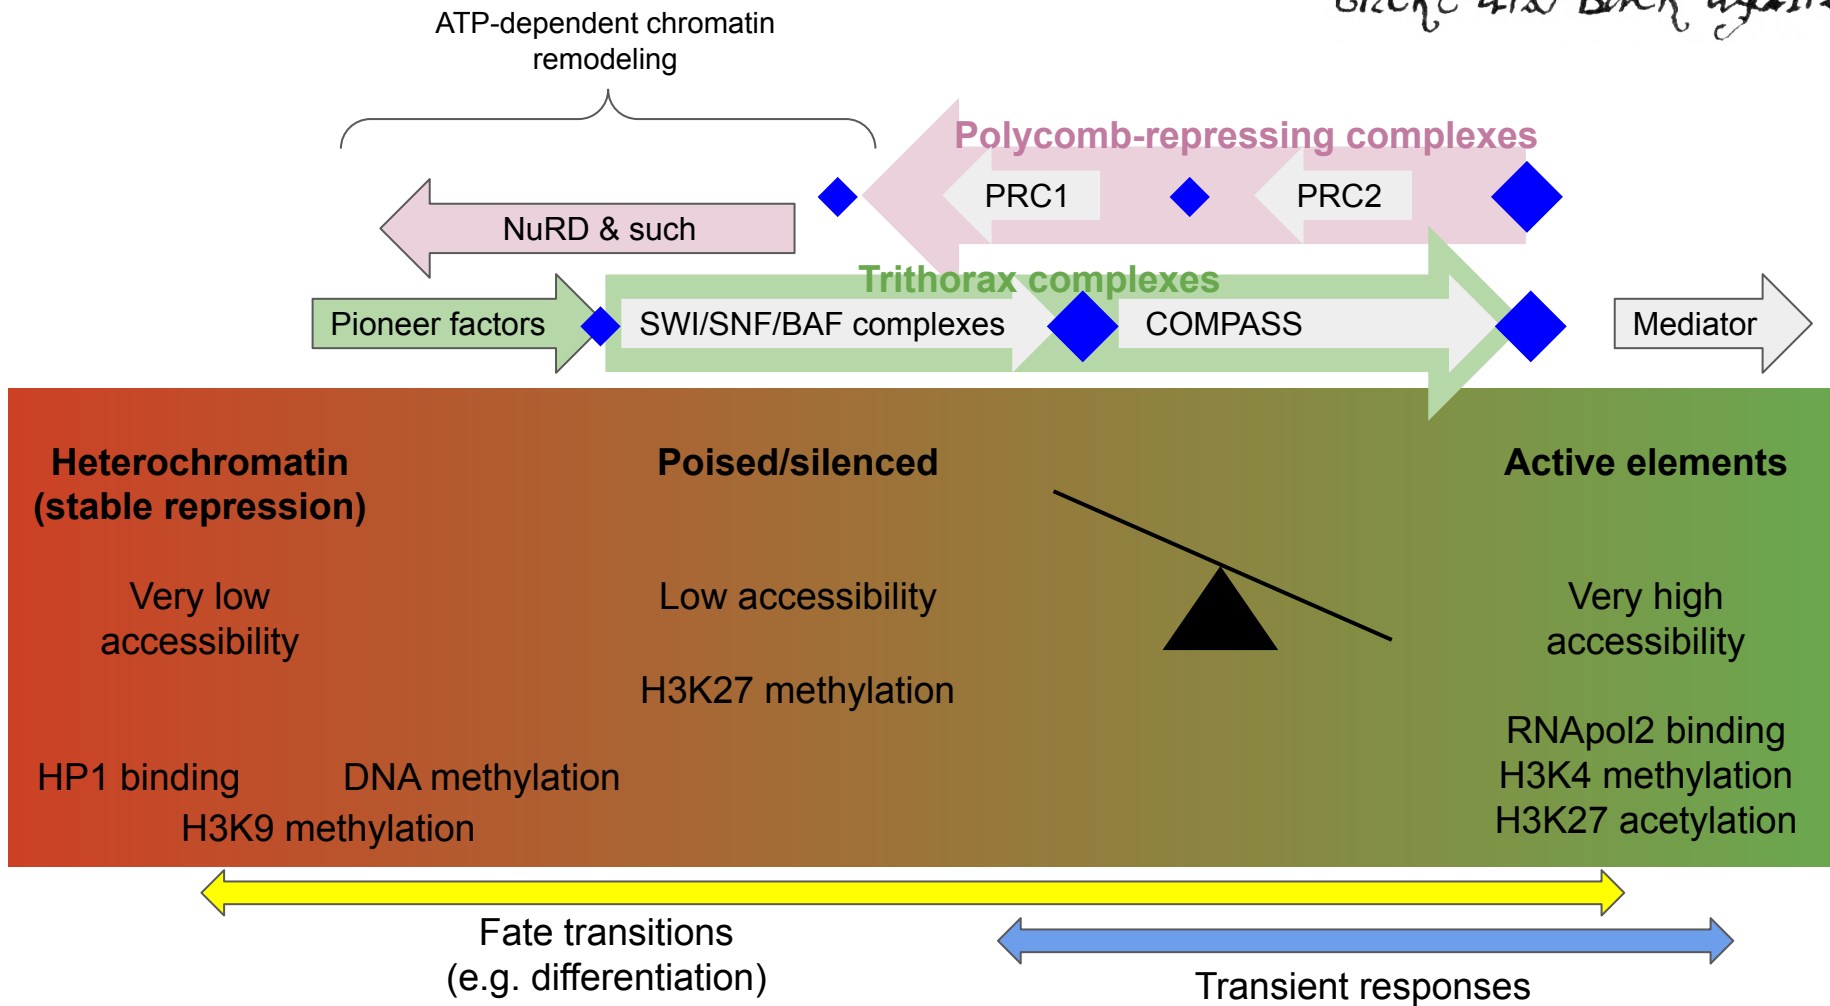 ATP-dependent chromatin
remodeling
Polycomb-repressing complexes
PRC1
PRC2
NuRD & such
Trithorax complexes
Pioneer factors
SWI/SNF/BAF complexes
COMPASS
Mediator
Heterochromatin
(stable repression)
Poised/silenced
Active elements
Very low
accessibility
Low accessibility
Very high
accessibility
H3K27 methylation
RNApol2 binding
H3K4 methylation
H3K27 acetylation
HP1 binding
DNA methylation
H3K9 methylation
Fate transitions
(e.g. differentiation)
Transient responses